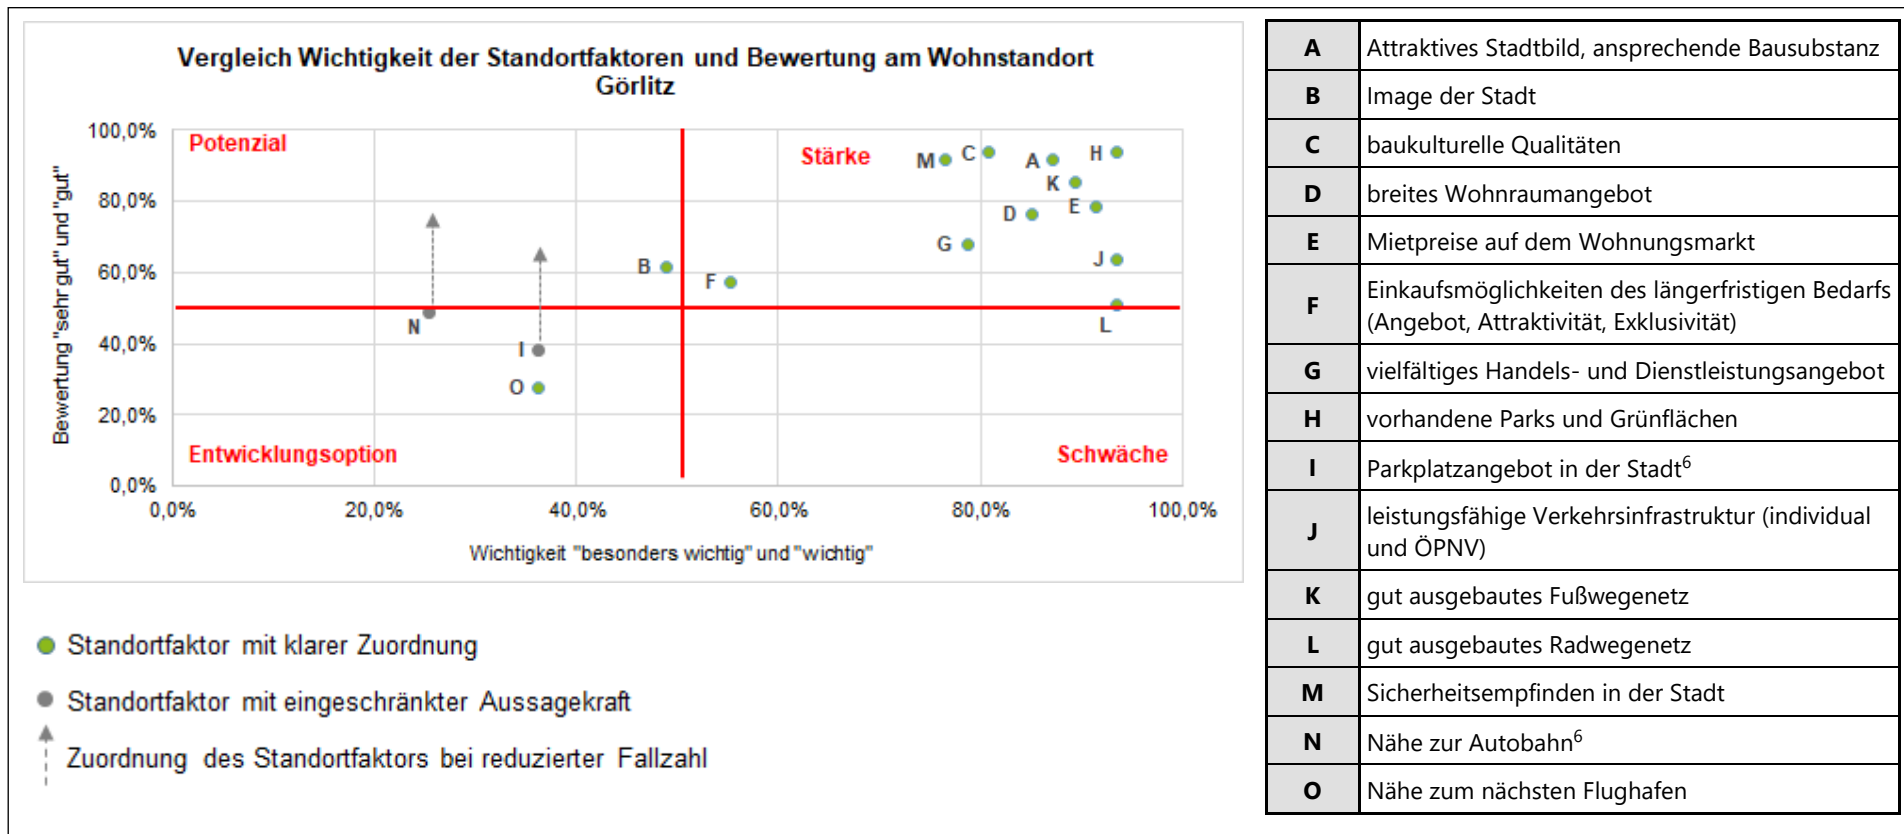 Vergleich Wichtigkeit der Standortfaktoren und Bewertung am Wohnstandort
Görlitz
Bewertung "sehr gut" und "gut"
100,0%
80,0%
60,0%
40,0%
20,0%
0,0%
Potenzial
Stärke
M
C
A
H
K
E
D
G
J
B
F
L
N
I
O
Entwicklungsoption
Schwäche
0,0%
20,0%
40,0%
60,0%
80,0%
100,0%
Wichtigkeit "besonders wichtig" und "wichtig"
Standortfaktor mit klarer Zuordnung
Standortfaktor mit eingeschränkter Aussagekraft
Zuordnung des Standortfaktors bei reduzierter Fallzahl
A Attraktives Stadtbild, ansprechende Bausubstanz
B Image der Stadt
C baukulturelle Qualitäten
D breites Wohnraumangebot
E Mietpreise auf dem Wohnungsmarkt
F Einkaufsmöglichkeiten des längerfristigen Bedarfs
(Angebot, Attraktivität, Exklusivität)
G vielfältiges Handels- und Dienstleistungsangebot
H vorhandene Parks und Grünflächen
I Parkplatzangebot in der Stadt⁶
J leistungsfähige Verkehrsinfrastruktur (individual
und ÖPNV)
K gut ausgebautes Fußwegenetz
L gut ausgebautes Radwegenetz
M Sicherheitsempfinden in der Stadt
N Nähe zur Autobahn⁶
O Nähe zum nächsten Flughafen